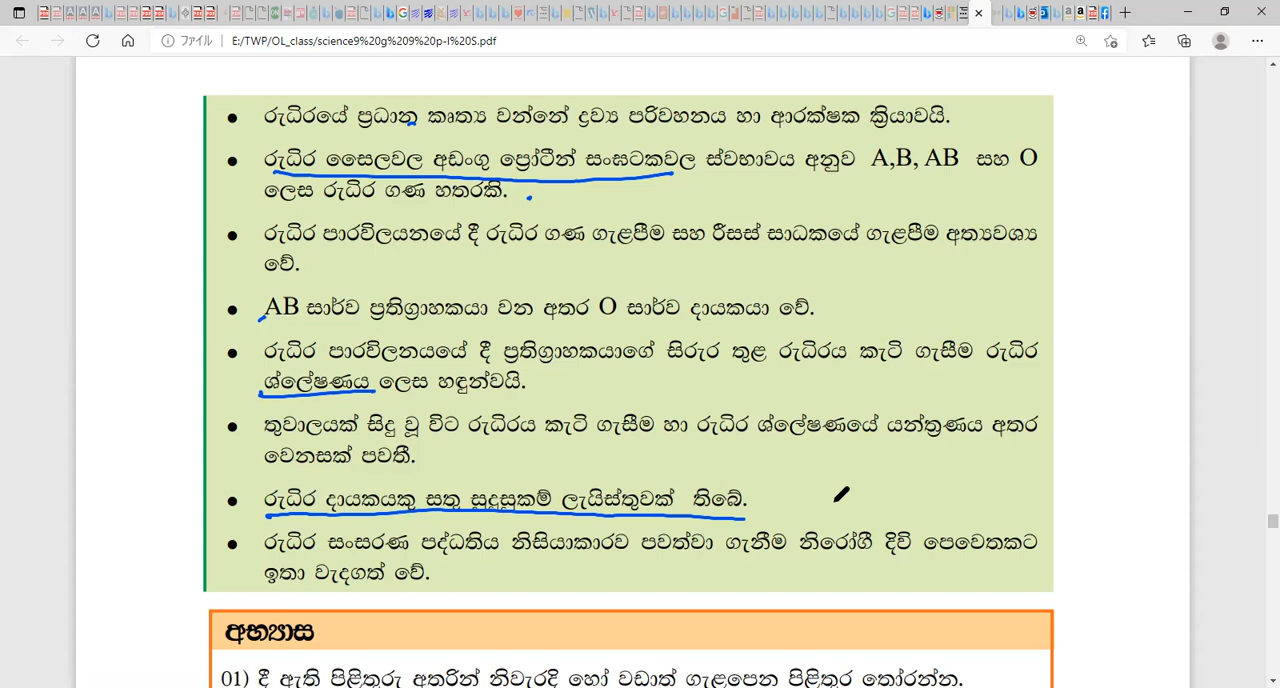 ファイル
E:/TWP/OL_class/science9%20g%209%20p-I%20S.pdf
• රුධිරයේ ප්‍රධාන කෘත්‍ය වන්නේ ද්‍රව්‍ය පරිවහනය හා ආරක්ෂක ක්‍රියාවයි.
• රුධිර සෛලවල අඩංගු ප්‍රෝටීන් සංඝටකවල ස්වභාවය අනුව A,B, AB සහ O
ලෙස රුධිර ගණ හතරකි.
• රුධිර පාරවිලයනයේ දී රුධිර ගණ ගැළපීම සහ රීසස් සාධකයේ ගැළපීම අත්‍යවශ්‍ය
වේ.
• AB සාර්ව ප්‍රතිග්‍රාහකයා වන අතර O සාර්ව දායකයා වේ.
• රුධිර පාරවිලනයයේ දී ප්‍රතිග්‍රාහකයාගේ සිරුර තුළ රුධිරය කැටි ගැසීම රුධිර
ශ්ලේෂණය ලෙස හඳුන්වයි.
• තුවාලයක් සිදු වූ විට රුධිරය කැටි ගැසීම හා රුධිර ශ්ලේෂණයේ යන්ත්‍රණය අතර
වෙනසක් පවතී.
• රුධිර දායකයකු සතු සුදුසුකම් ලැයිස්තුවක් තිබේ.
• රුධිර සංසරණ පද්ධතිය නිසියාකාරව පවත්වා ගැනීම නිරෝගී දිවි පෙවෙතකට
ඉතා වැදගත් වේ.
අභ්‍යාස
01) දී ඇති පිළිතුරු අතරින් නිවැරදි හෝ වඩාත් ගැළපෙන පිළිතුර තෝරන්න.